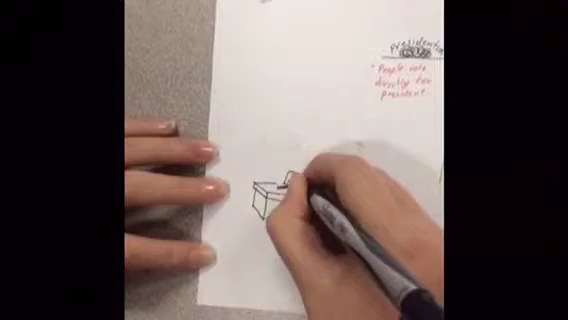 presidential
People vote
directly for
president